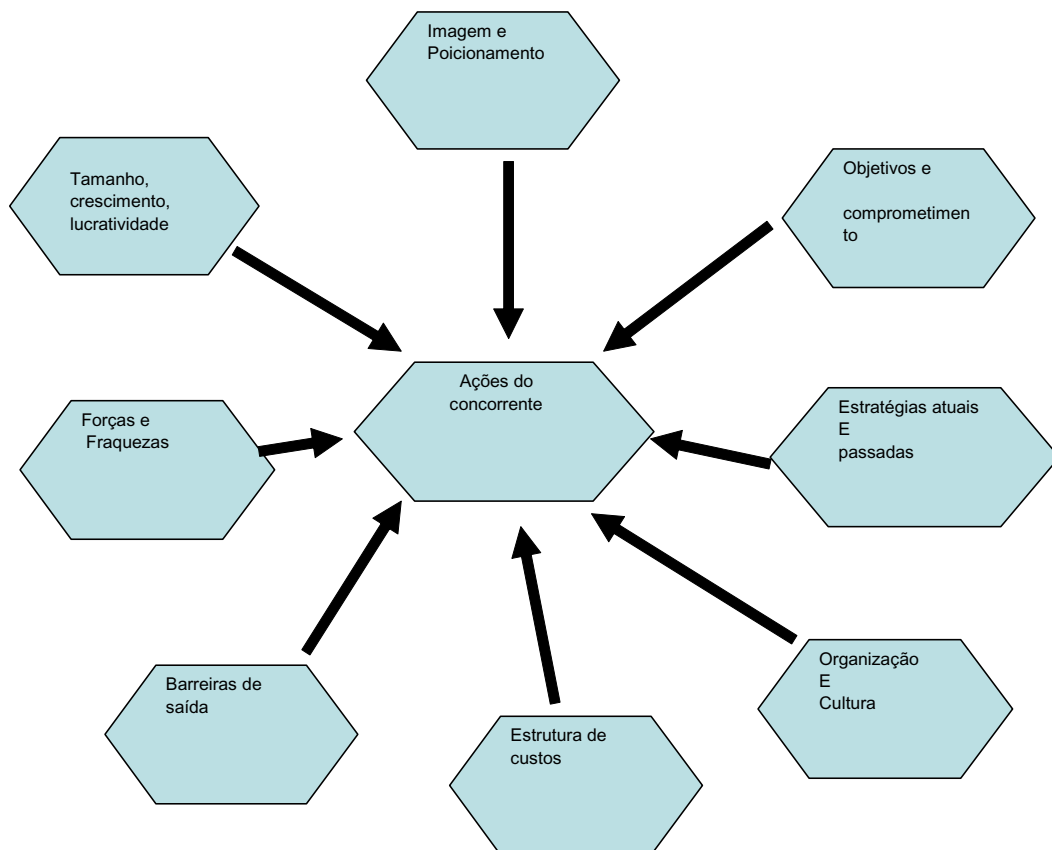 Imagem e
Poicionamento
Tamanho,
crescimento,
lucratividade
Objetivos e
comprometimen
to
Ações do
concorrente
Forças e
Fraquezas
Estratégias atuais
E
passadas
Barreiras de
saída
Estrutura de
custos
Organização
E
Cultura